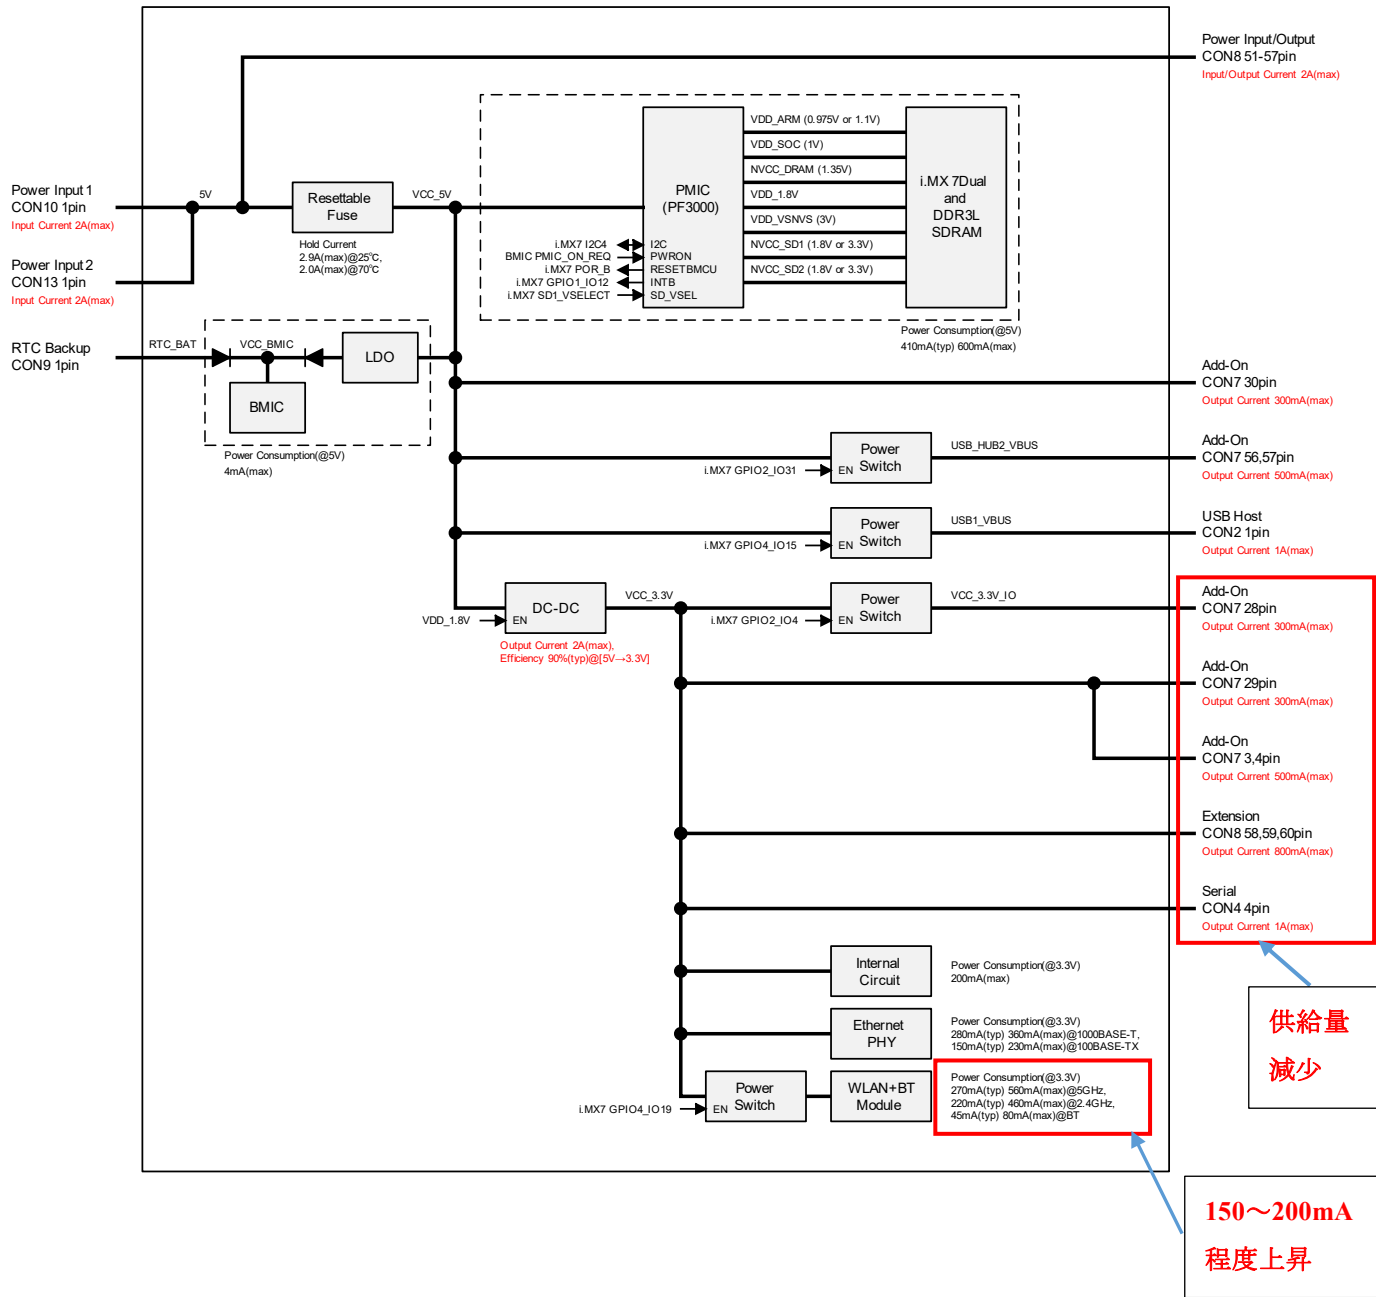 Power Input/Output
CON8 51-57pin
Input/Output Current 2A(max)
Power Input 1
CON10 1pin
Input Current 2A(max)
5V
Resettable
Fuse
Hold Current
2.9A(max)@25℃,
2.0A(max)@70℃
VCC_5V
Power Input 2
CON13 1pin
Input Current 2A(max)
PMIC
(PF3000)
i.MX7 I2C4
I2C
BMIC PMIC_ON_REQ
PWRON
i.MX7 POR_B
RESETBMCU
i.MX7 GPIO1_IO12
INTB
i.MX7 SD1_VSELECT
SD_VSEL
VDD_ARM (0.975V or 1.1V)
VDD_SOC (1V)
NVCC_DRAM (1.35V)
VDD_1.8V
VDD_VSNVS (3V)
NVCC_SD1 (1.8V or 3.3V)
NVCC_SD2 (1.8V or 3.3V)
i.MX 7Dual
and
DDR3L
SDRAM
Power Consumption(@5V)
410mA(typ) 600mA(max)
RTC Backup
CON9 1pin
RTC_BAT
VCC_BMIC
LDO
BMIC
Power Consumption(@5V)
4mA(max)
Add-On
CON7 30pin
Output Current 300mA(max)
i.MX7 GPIO2_IO31
EN
Power
Switch
USB_HUB2_VBUS
Add-On
CON7 56,57pin
Output Current 500mA(max)
i.MX7 GPIO4_IO15
EN
Power
Switch
USB1_VBUS
USB Host
CON2 1pin
Output Current 1A(max)
VDD_1.8V
EN
DC-DC
Output Current 2A(max),
Efficiency 90%(typ)@[5V→3.3V]
VCC_3.3V
i.MX7 GPIO2_IO4
EN
Power
Switch
VCC_3.3V_IO
Add-On
CON7 28pin
Output Current 300mA(max)
Add-On
CON7 29pin
Output Current 300mA(max)
Add-On
CON7 3,4pin
Output Current 500mA(max)
Extension
CON8 58,59,60pin
Output Current 800mA(max)
Serial
CON4 4pin
Output Current 1A(max)
Internal
Circuit
Power Consumption(@3.3V)
200mA(max)
Ethernet
PHY
Power Consumption(@3.3V)
280mA(typ) 360mA(max)@1000BASE-T,
150mA(typ) 230mA(max)@100BASE-TX
i.MX7 GPIO4_IO19
EN
Power
Switch
WLAN+BT
Module
Power Consumption(@3.3V)
270mA(typ) 560mA(max)@5GHz,
220mA(typ) 460mA(max)@2.4GHz,
45mA(typ) 80mA(max)@BT
供給量
減少
150～200mA
程度上昇